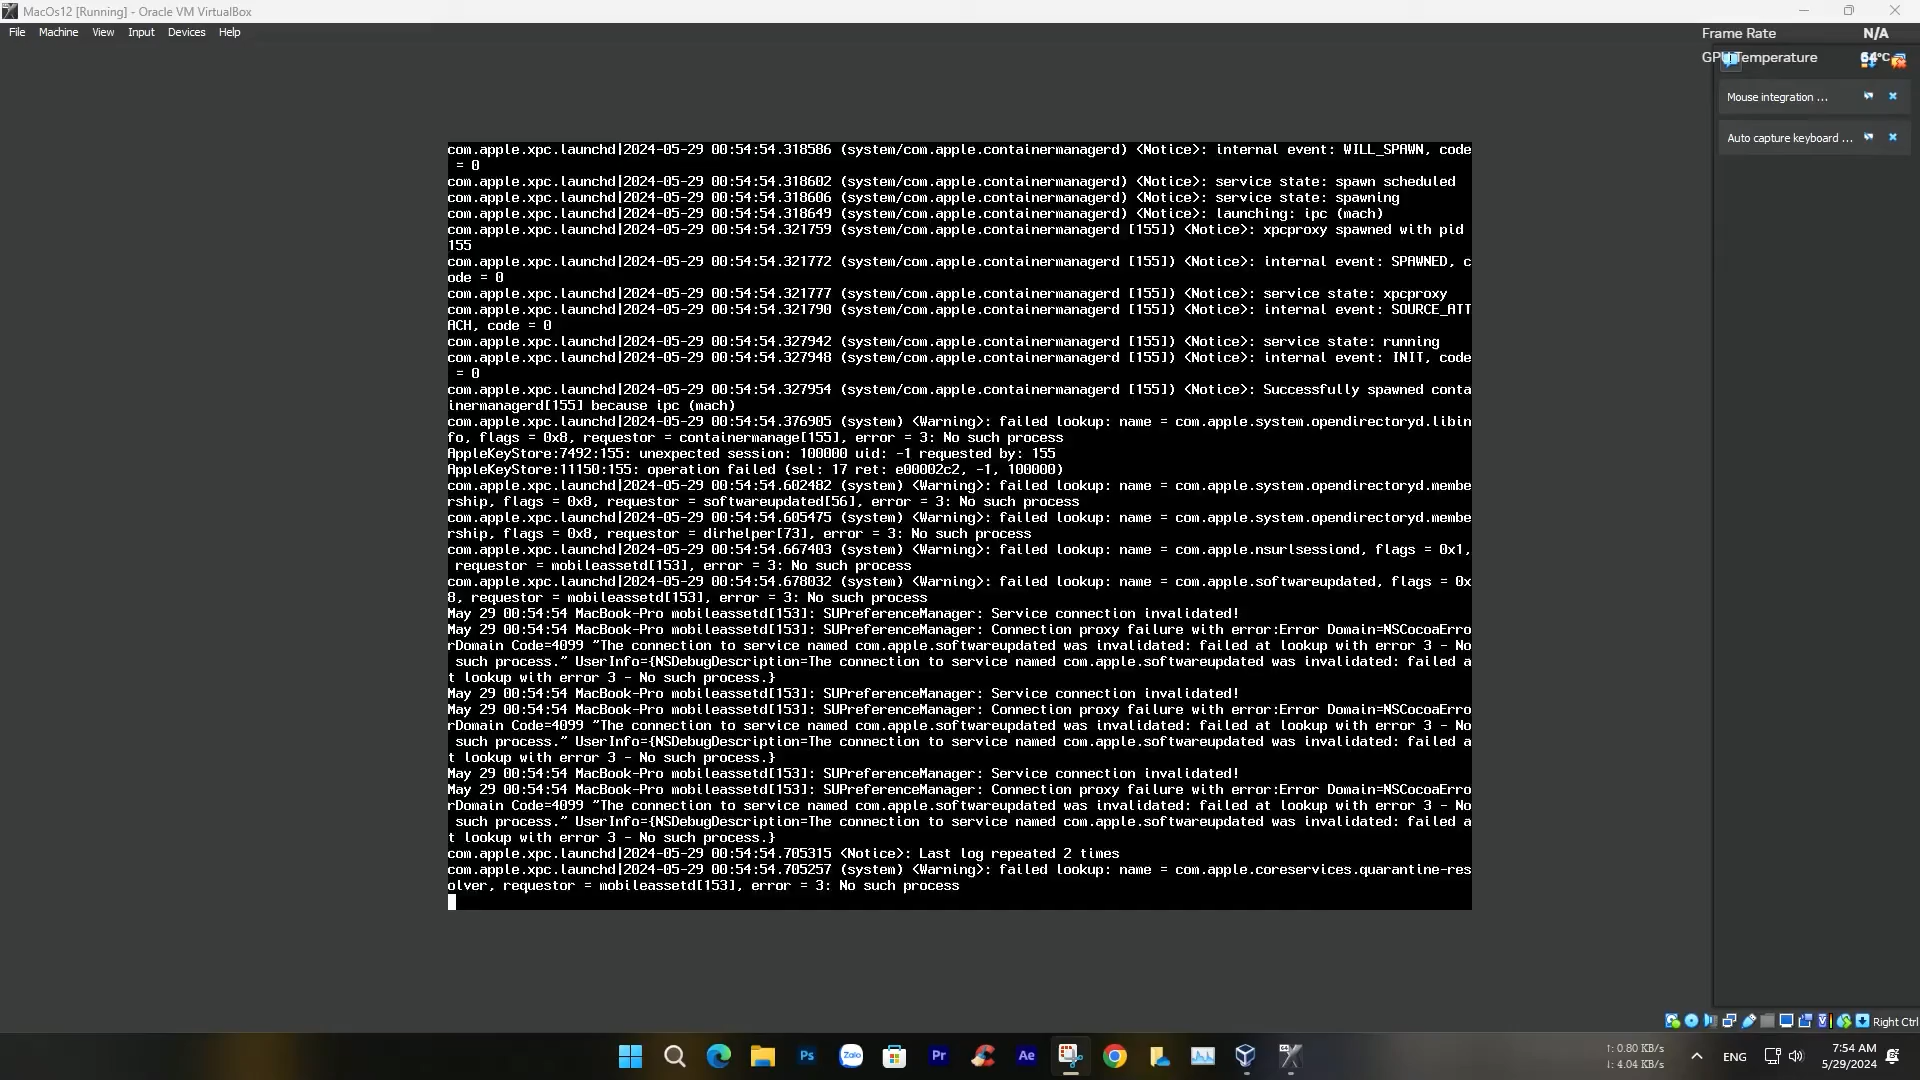 MacOs12 [Running] - Oracle VM VirtualBox
File Machine View Input Devices Help
Frame Rate N/A
GPU Temperature 64°C
Mouse integration ...
Auto capture keyboard ...
com.apple.xpc.launchd|2024-05-29 00:54:54.318586 (system/com.apple.containermanagerd) <Notice>: internal event: WILL_SPAWN, code
= 0
com.apple.xpc.launchd|2024-05-29 00:54:54.318602 (system/com.apple.containermanagerd) <Notice>: service state: spawn scheduled
com.apple.xpc.launchd|2024-05-29 00:54:54.318606 (system/com.apple.containermanagerd) <Notice>: service state: spawning
com.apple.xpc.launchd|2024-05-29 00:54:54.318649 (system/com.apple.containermanagerd) <Notice>: launching: ipc (mach)
com.apple.xpc.launchd|2024-05-29 00:54:54.321759 (system/com.apple.containermanagerd [155]) <Notice>: xpcproxy spawned with pid
155
com.apple.xpc.launchd|2024-05-29 00:54:54.321772 (system/com.apple.containermanagerd [155]) <Notice>: internal event: SPAWNED, c
ode = 0
com.apple.xpc.launchd|2024-05-29 00:54:54.321777 (system/com.apple.containermanagerd [155]) <Notice>: service state: xpcproxy
com.apple.xpc.launchd|2024-05-29 00:54:54.321790 (system/com.apple.containermanagerd [155]) <Notice>: internal event: SOURCE_ATT
ACH, code = 0
com.apple.xpc.launchd|2024-05-29 00:54:54.327942 (system/com.apple.containermanagerd [155]) <Notice>: service state: running
com.apple.xpc.launchd|2024-05-29 00:54:54.327948 (system/com.apple.containermanagerd [155]) <Notice>: internal event: INIT, code
= 0
com.apple.xpc.launchd|2024-05-29 00:54:54.327954 (system/com.apple.containermanagerd [155]) <Notice>: Successfully spawned conta
inermanagerd[155] because ipc (mach)
com.apple.xpc.launchd|2024-05-29 00:54:54.376905 (system) <Warning>: failed lookup: name = com.apple.system.opendirectoryd.libin
fo, flags = 0x8, requestor = containermanage[155], error = 3: No such process
AppleKeyStore:7492:155: unexpected session: 100000 uid: -1 requested by: 155
AppleKeyStore:11150:155: operation failed (sel: 17 ret: e00002c2, -1, 100000)
com.apple.xpc.launchd|2024-05-29 00:54:54.602482 (system) <Warning>: failed lookup: name = com.apple.system.opendirectoryd.membe
rship, flags = 0x8, requestor = softwareupdated[56], error = 3: No such process
com.apple.xpc.launchd|2024-05-29 00:54:54.605475 (system) <Warning>: failed lookup: name = com.apple.system.opendirectoryd.membe
rship, flags = 0x8, requestor = dirhelper[73], error = 3: No such process
com.apple.xpc.launchd|2024-05-29 00:54:54.667403 (system) <Warning>: failed lookup: name = com.apple.nsurlsessiond, flags = 0x1,
requestor = mobileassetd[153], error = 3: No such process
com.apple.xpc.launchd|2024-05-29 00:54:54.678032 (system) <Warning>: failed lookup: name = com.apple.softwareupdated, flags = 0x
8, requestor = mobileassetd[153], error = 3: No such process
May 29 00:54:54 MacBook-Pro mobileassetd[153]: SUPreferenceManager: Service connection invalidated!
May 29 00:54:54 MacBook-Pro mobileassetd[153]: SUPreferenceManager: Connection proxy failure with error:Error Domain=NSCocoaErro
rDomain Code=4099 "The connection to service named com.apple.softwareupdated was invalidated: failed at lookup with error 3 - No
such process." UserInfo={NSDebugDescription=The connection to service named com.apple.softwareupdated was invalidated: failed a
t lookup with error 3 - No such process.}
May 29 00:54:54 MacBook-Pro mobileassetd[153]: SUPreferenceManager: Service connection invalidated!
May 29 00:54:54 MacBook-Pro mobileassetd[153]: SUPreferenceManager: Connection proxy failure with error:Error Domain=NSCocoaErro
rDomain Code=4099 "The connection to service named com.apple.softwareupdated was invalidated: failed at lookup with error 3 - No
such process." UserInfo={NSDebugDescription=The connection to service named com.apple.softwareupdated was invalidated: failed a
t lookup with error 3 - No such process.}
May 29 00:54:54 MacBook-Pro mobileassetd[153]: SUPreferenceManager: Service connection invalidated!
May 29 00:54:54 MacBook-Pro mobileassetd[153]: SUPreferenceManager: Connection proxy failure with error:Error Domain=NSCocoaErro
rDomain Code=4099 "The connection to service named com.apple.softwareupdated was invalidated: failed at lookup with error 3 - No
such process." UserInfo={NSDebugDescription=The connection to service named com.apple.softwareupdated was invalidated: failed a
t lookup with error 3 - No such process.}
com.apple.xpc.launchd|2024-05-29 00:54:54.705315 <Notice>: Last log repeated 2 times
com.apple.xpc.launchd|2024-05-29 00:54:54.705257 (system) <Warning>: failed lookup: name = com.apple.coreservices.quarantine-res
olver, requestor = mobileassetd[153], error = 3: No such process
Right Ctrl
Ps Zalo Pr Ae
↑: 0.80 KB/s
↓: 4.04 KB/s
ENG
7:54 AM
5/29/2024